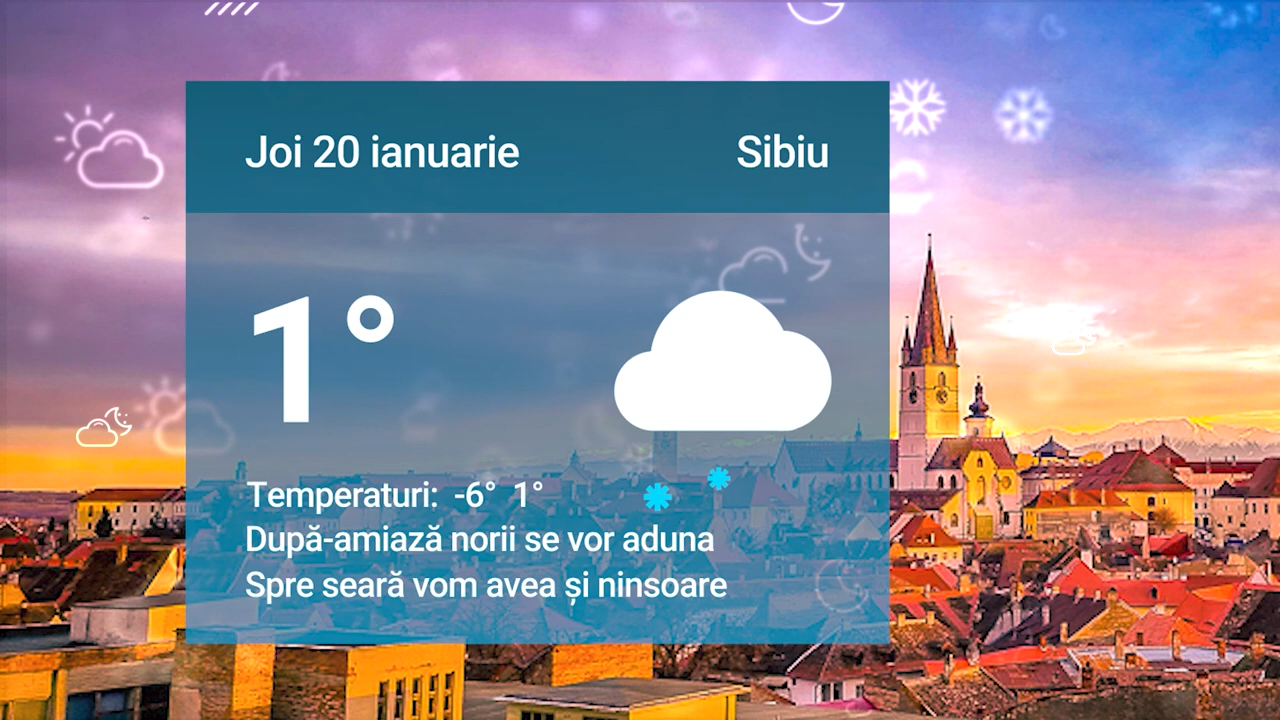 Joi 20 ianuarie
Sibiu
1°
Temperaturi: -6° 1°
După-amiază norii se vor aduna
Spre seară vom avea și ninsoare